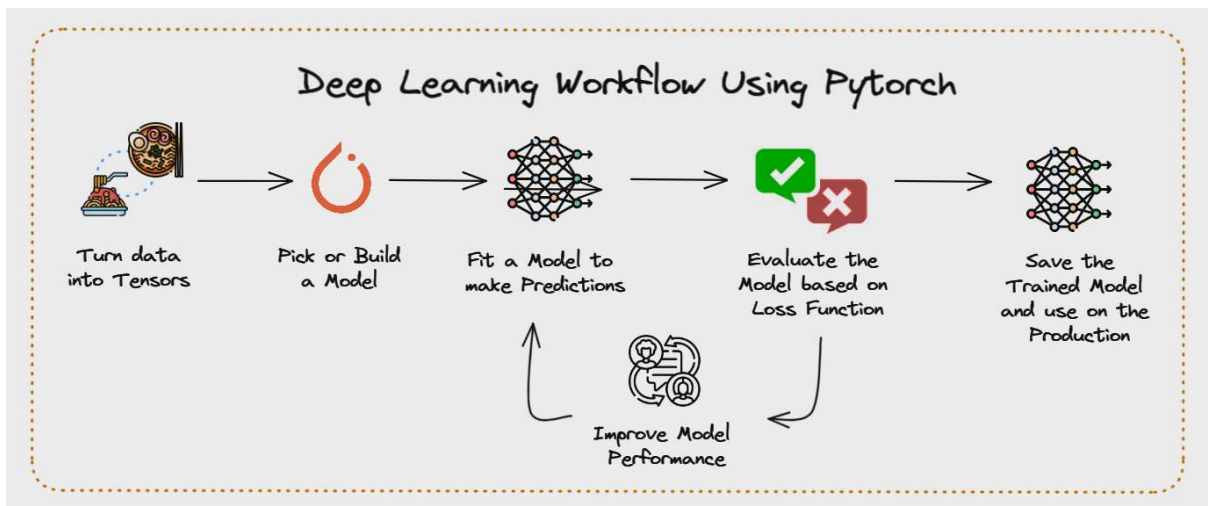 Deep Learning Workflow Using Pytorch
Turn data
into Tensors
Pick or Build
a Model
Fit a Model to
make Predictions
Evaluate the
Model based on
Loss Function
Save the
Trained Model
and use on the
Production
Improve Model
Performance